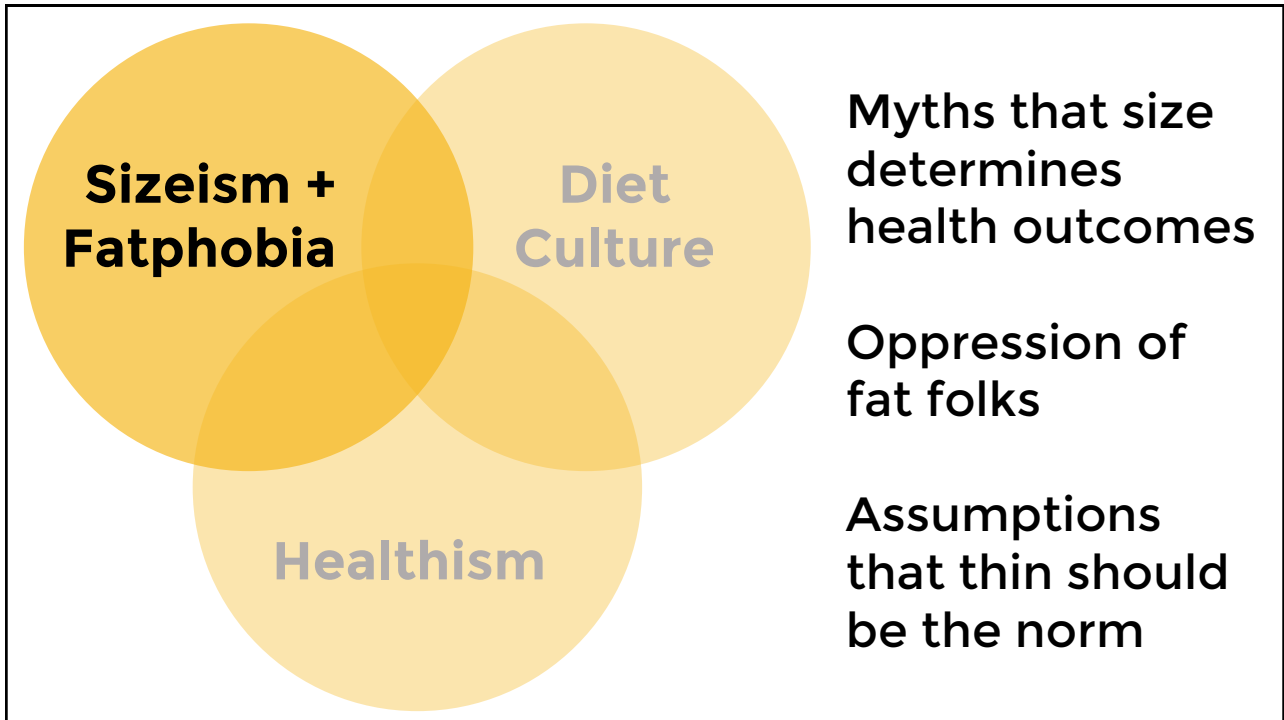 Sizeism +
Fatphobia
Diet
Culture
Healthism
Myths that size
determines
health outcomes
Oppression of
fat folks
Assumptions
that thin should
be the norm